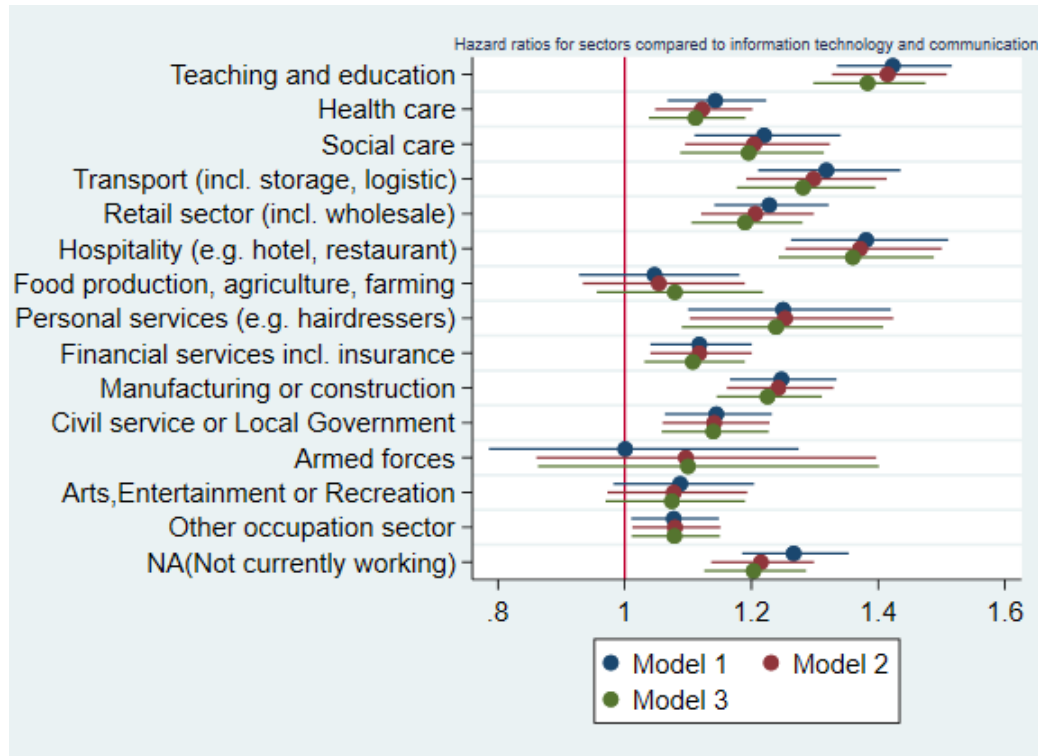 Hazard ratios for sectors compared to information technology and communication
Teaching and education
Health care
Social care
Transport (incl. storage, logistic)
Retail sector (incl. wholesale)
Hospitality (e.g. hotel, restaurant)
Food production, agriculture, farming
Personal services (e.g. hairdressers)
Financial services incl. insurance
Manufacturing or construction
Civil service or Local Government
Armed forces
Arts,Entertainment or Recreation
Other occupation sector
NA(Not currently working)
.8 1 1.2 1.4 1.6
Model 1 Model 2
Model 3